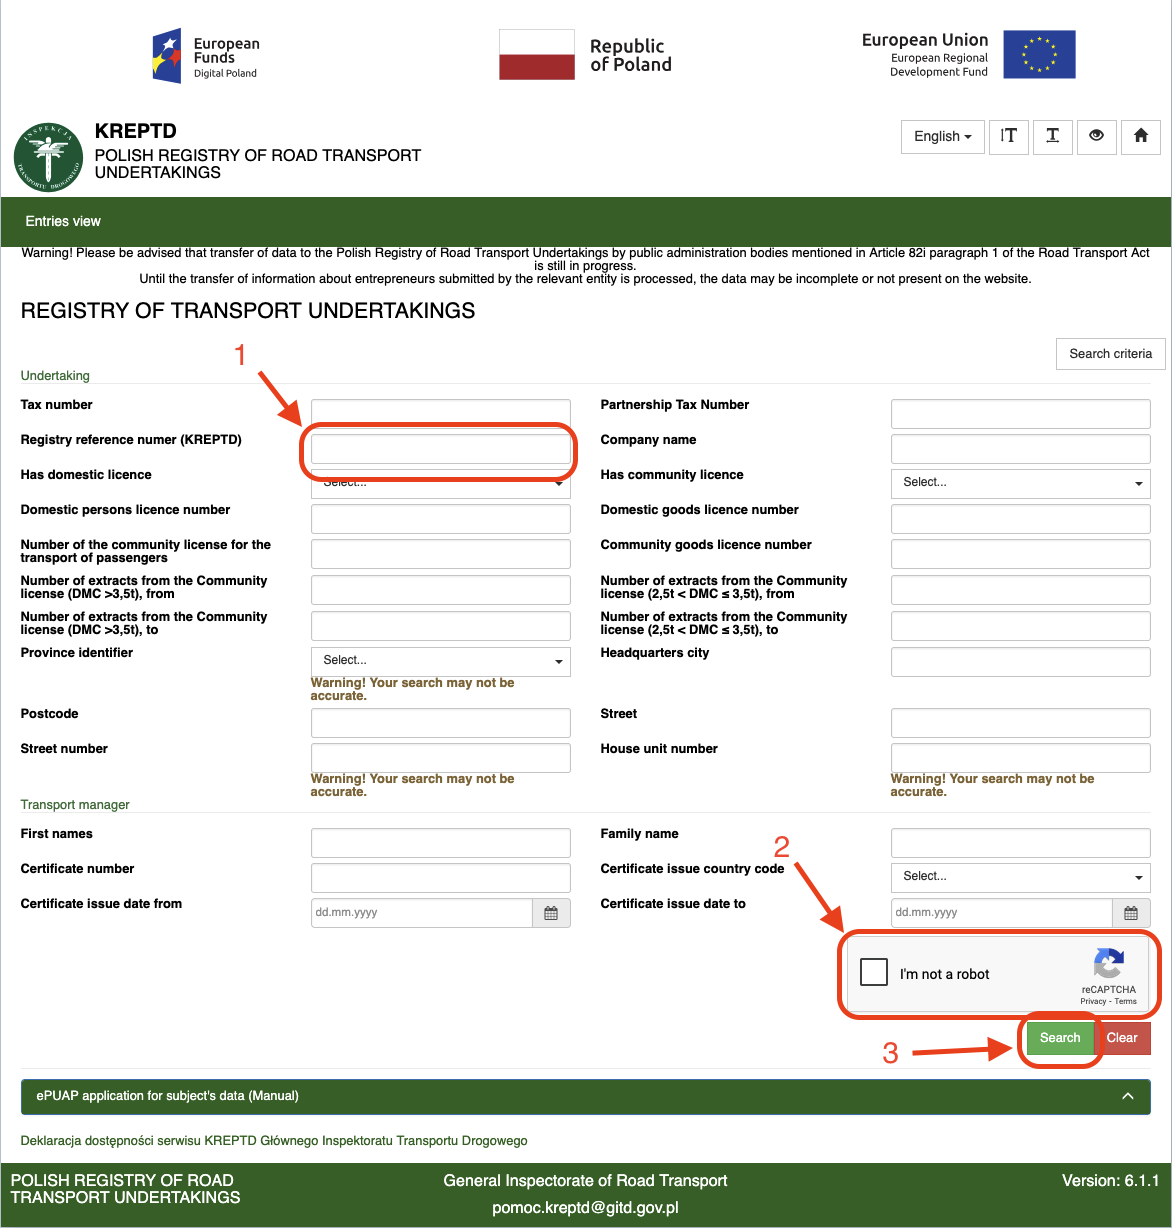 European
Funds
Digital Poland
Republic
of Poland
European Union
European Regional
Development Fund
INSPEKCJA
TRANSPORTU DROGOWEGO
KREPTD
POLISH REGISTRY OF ROAD TRANSPORT
UNDERTAKINGS
English
Entries view
Warning! Please be advised that transfer of data to the Polish Registry of Road Transport Undertakings by public administration bodies mentioned in Article 82i paragraph 1 of the Road Transport Act
is still in progress.
Until the transfer of information about entrepreneurs submitted by the relevant entity is processed, the data may be incomplete or not present on the website.
REGISTRY OF TRANSPORT UNDERTAKINGS
1
Search criteria
Undertaking
Tax number
Partnership Tax Number
Registry reference numer (KREPTD)
Company name
Has domestic licence
Select...
Has community licence
Select...
Domestic persons licence number
Domestic goods licence number
Number of the community license for the
transport of passengers
Community goods licence number
Number of extracts from the Community
license (DMC >3,5t), from
Number of extracts from the Community
license (2,5t < DMC ≤ 3,5t), from
Number of extracts from the Community
license (DMC >3,5t), to
Number of extracts from the Community
license (2,5t < DMC ≤ 3,5t), to
Province identifier
Select...
Warning! Your search may not be
accurate.
Headquarters city
Postcode
Street
Street number
Warning! Your search may not be
accurate.
House unit number
Warning! Your search may not be
accurate.
Transport manager
First names
Family name
2
Certificate number
Certificate issue country code
Select...
Certificate issue date from
dd.mm.yyyy
Certificate issue date to
dd.mm.yyyy
I'm not a robot
reCAPTCHA
Privacy - Terms
3
Search
Clear
ePUAP application for subject's data (Manual)
Deklaracja dostępności serwisu KREPTD Głównego Inspektoratu Transportu Drogowego
POLISH REGISTRY OF ROAD
TRANSPORT UNDERTAKINGS
General Inspectorate of Road Transport
pomoc.kreptd@gitd.gov.pl
Version: 6.1.1